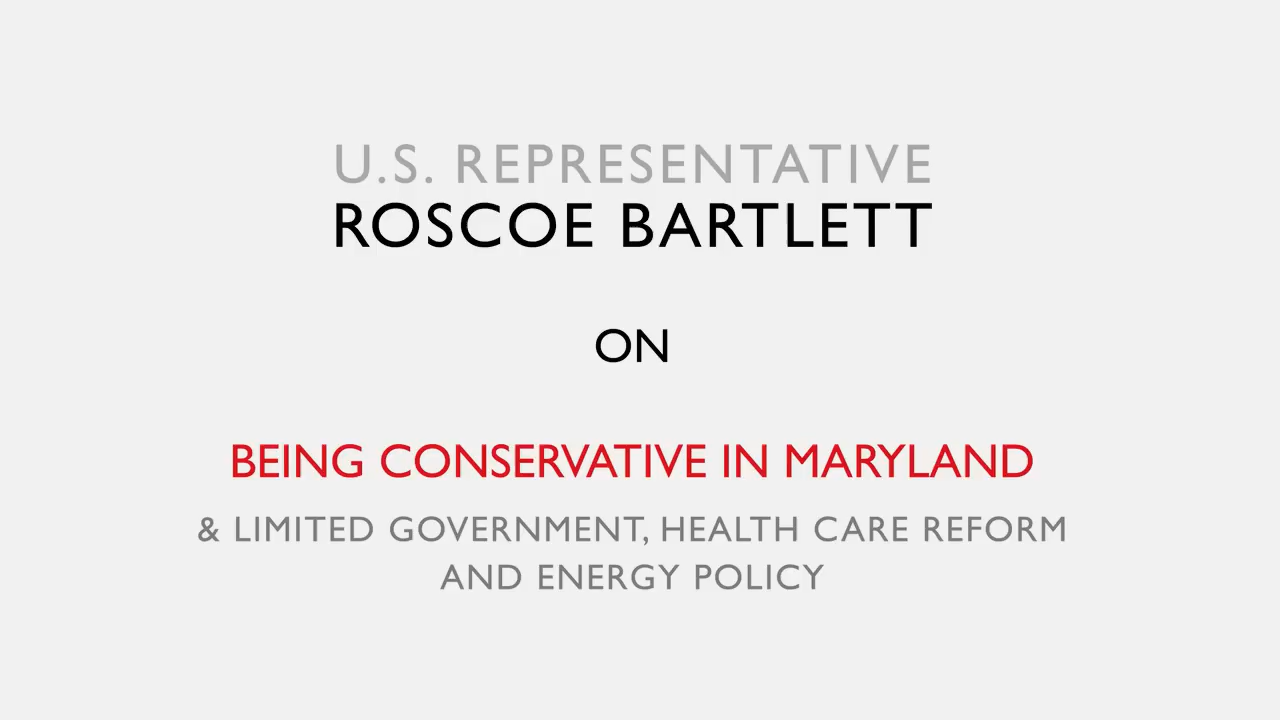 U.S. REPRESENTATIVE
ROSCOE BARTLETT
ON
BEING CONSERVATIVE IN MARYLAND
& LIMITED GOVERNMENT, HEALTH CARE REFORM
AND ENERGY POLICY